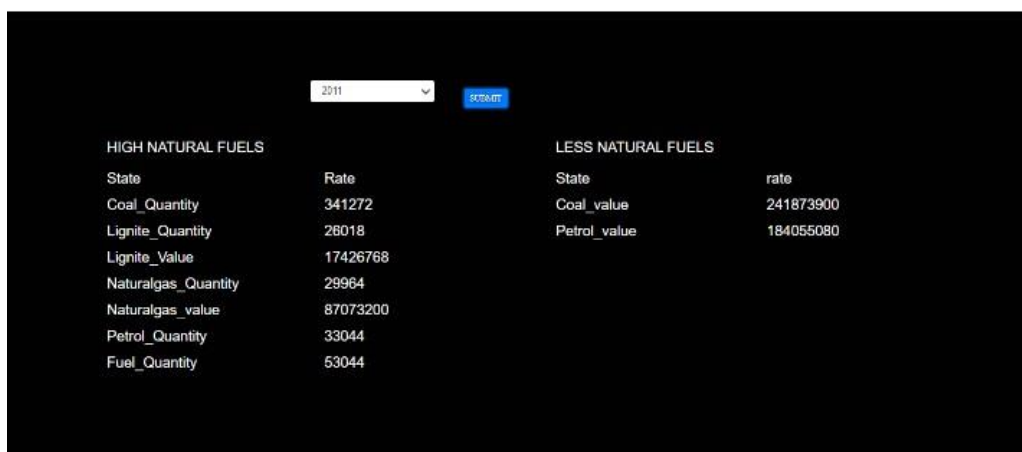 2011
SUBMIT
HIGH NATURAL FUELS
State Rate
Coal_Quantity 341272
Lignite_Quantity 26018
Lignite_Value 17426768
Naturalgas_Quantity 29964
Naturalgas_value 87073200
Petrol_Quantity 33044
Fuel_Quantity 53044
LESS NATURAL FUELS
State rate
Coal_value 241873900
Petrol_value 184055080